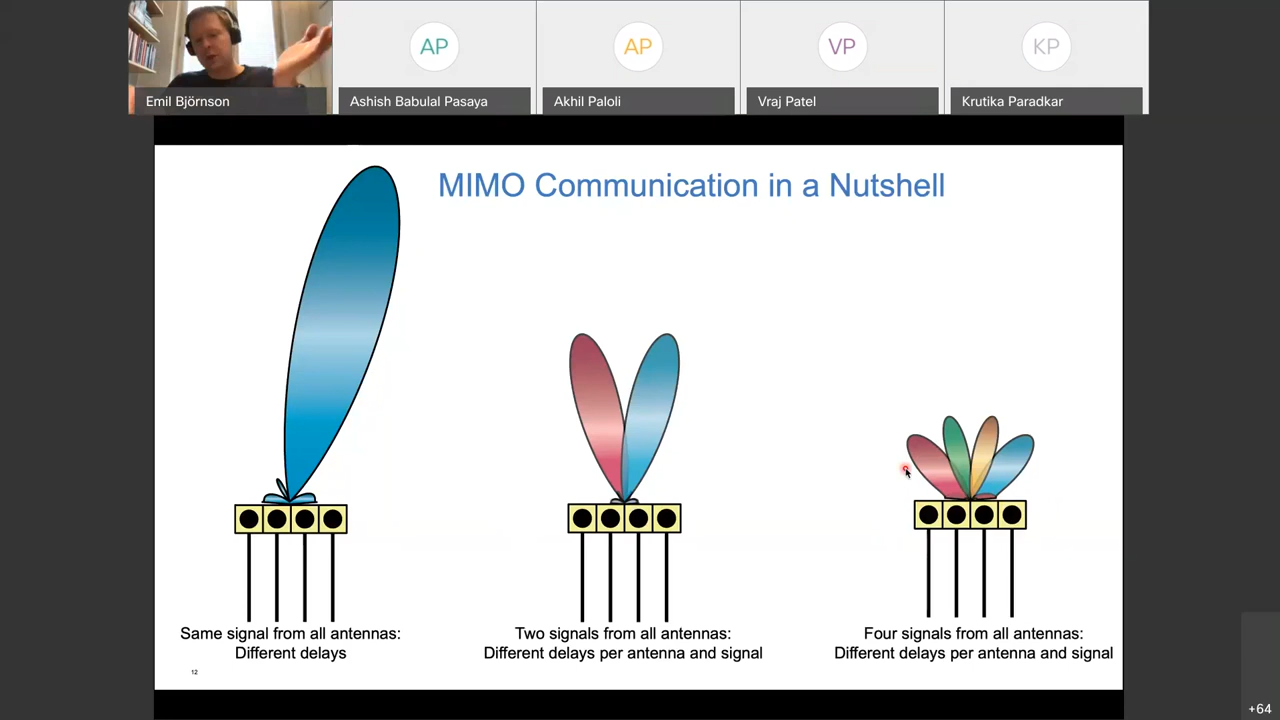 AP
AP
VP
KP
Emil Björnson
Ashish Babulal Pasaya
Akhil Paloli
Vraj Patel
Krutika Paradkar
MIMO Communication in a Nutshell
Same signal from all antennas:
Different delays
Two signals from all antennas:
Different delays per antenna and signal
Four signals from all antennas:
Different delays per antenna and signal
12
+64